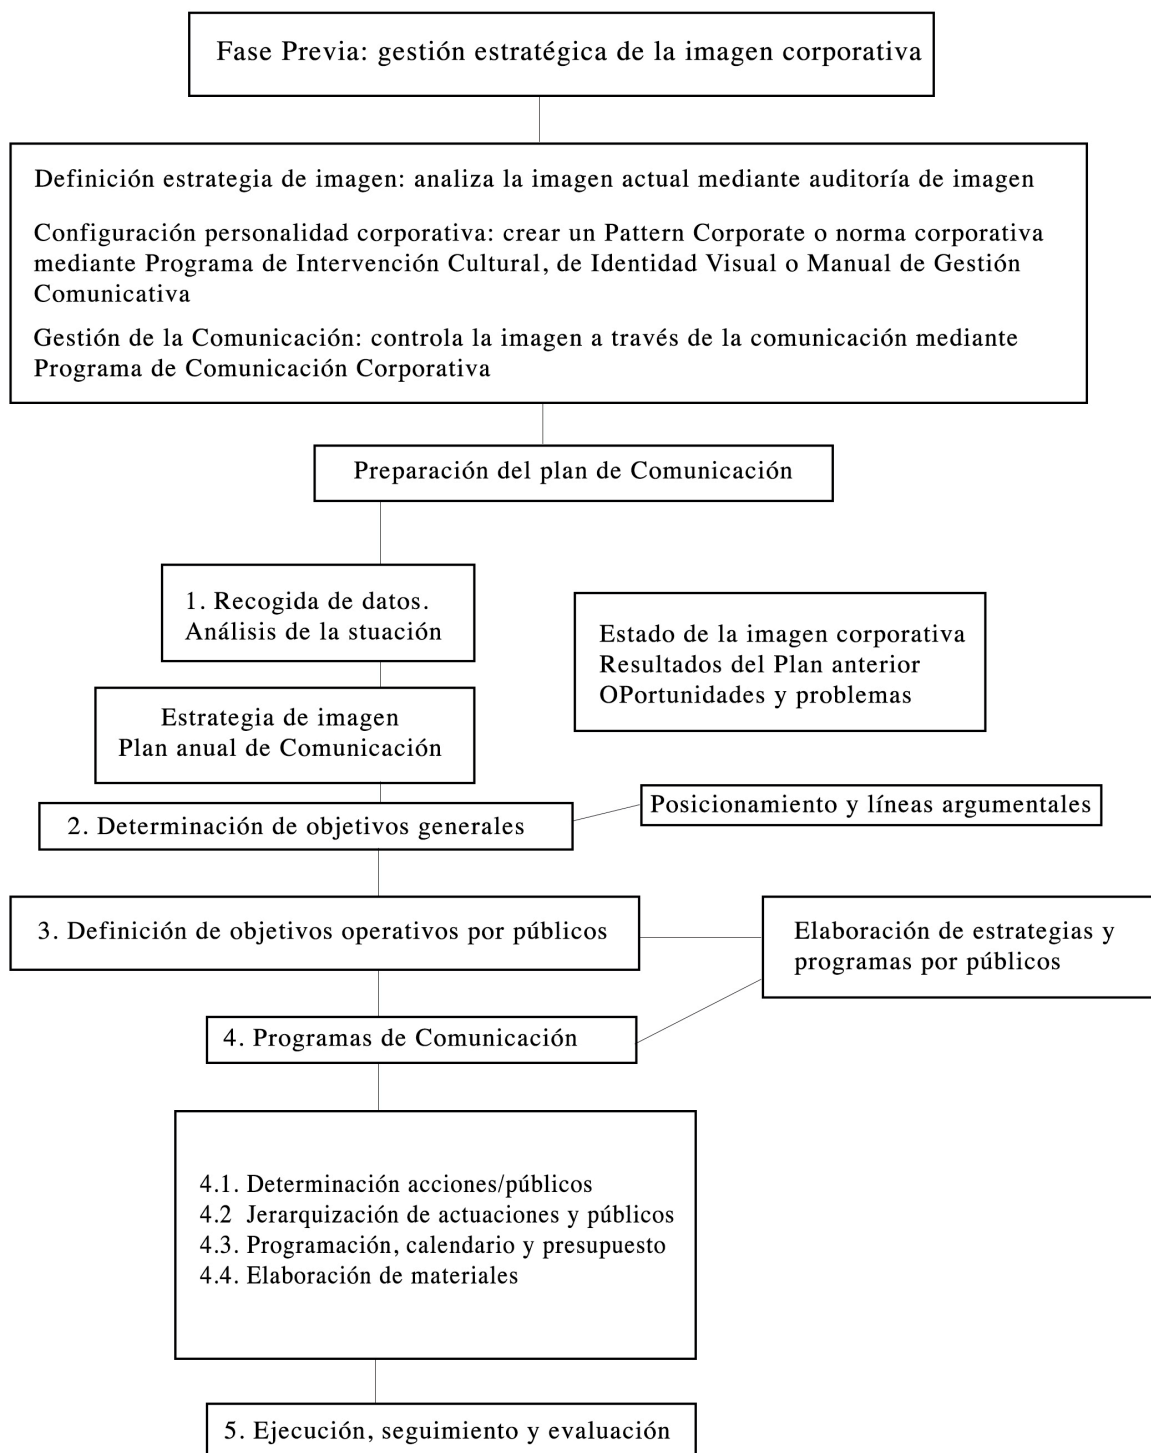 Fase Previa: gestión estratégica de la imagen corporativa
Definición estrategia de imagen: analiza la imagen actual mediante auditoría de imagen
Configuración personalidad corporativa: crear un Pattern Corporate o norma corporativa
mediante Programa de Intervención Cultural, de Identidad Visual o Manual de Gestión
Comunicativa
Gestión de la Comunicación: controla la imagen a través de la comunicación mediante
Programa de Comunicación Corporativa
Preparación del plan de Comunicación
1. Recogida de datos.
Análisis de la stuación
Estado de la imagen corporativa
Resultados del Plan anterior
OPortunidades y problemas
Estrategia de imagen
Plan anual de Comunicación
Posicionamiento y líneas argumentales
2. Determinación de objetivos generales
3. Definición de objetivos operativos por públicos
Elaboración de estrategias y
programas por públicos
4. Programas de Comunicación
4.1. Determinación acciones/públicos
4.2 Jerarquización de actuaciones y públicos
4.3. Programación, calendario y presupuesto
4.4. Elaboración de materiales
5. Ejecución, seguimiento y evaluación